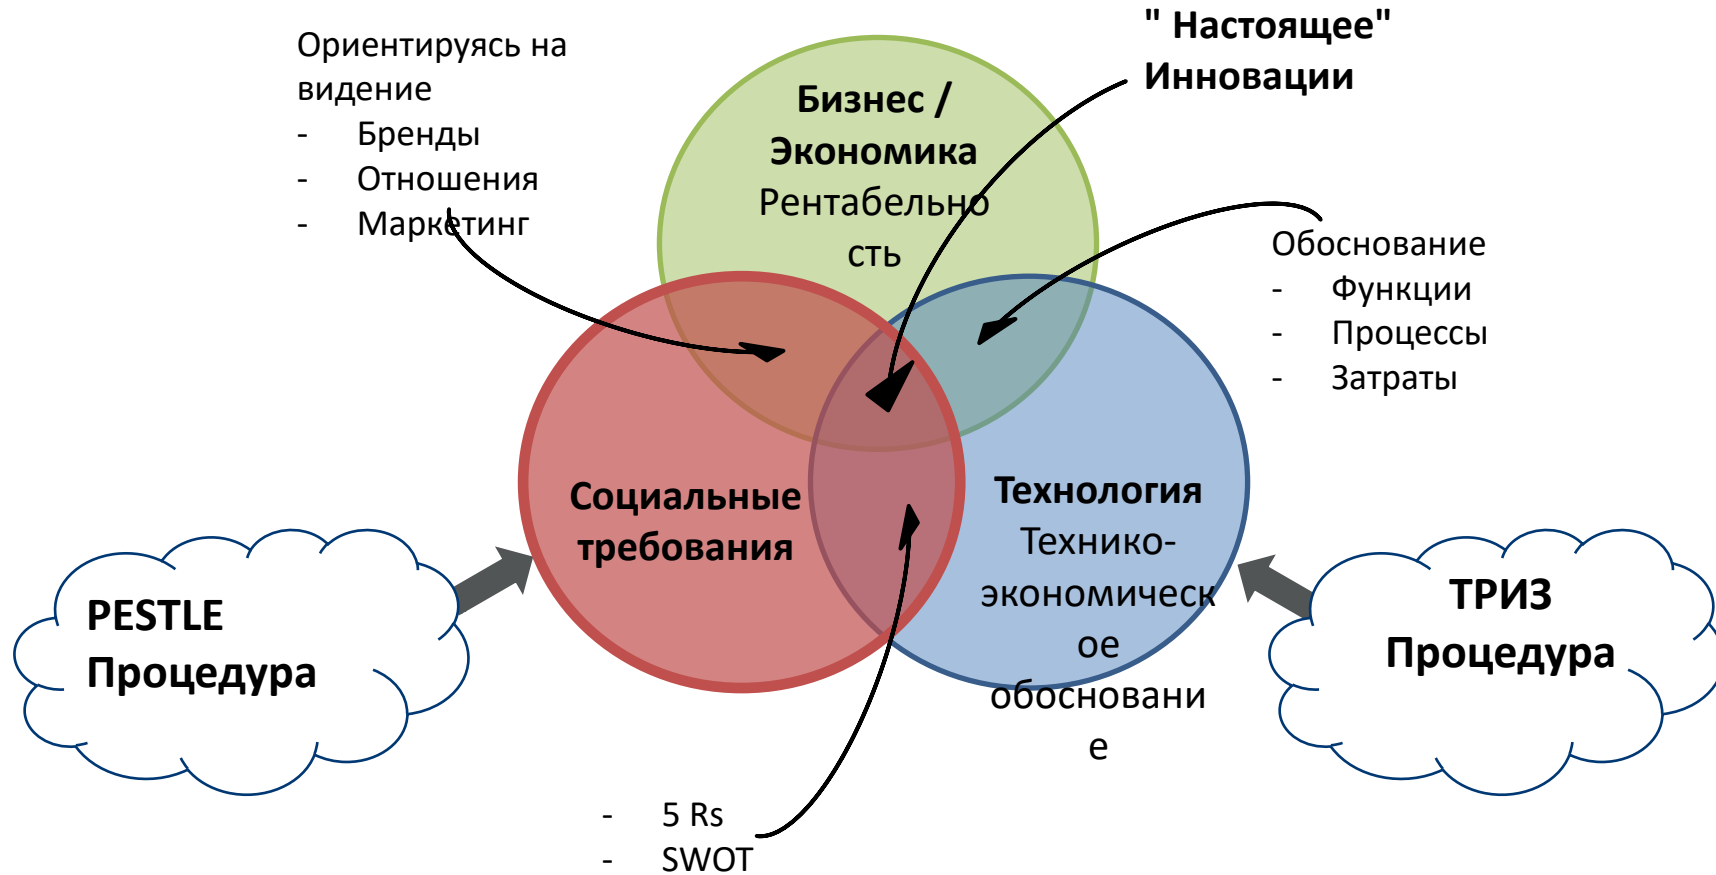 " Настоящее"
Инновации
Ориентируясь на
видение
- Бренды
- Отношения
- Маркетинг
Бизнес /
Экономика
Рентабельно
сть
Обоснование
- Функции
- Процессы
- Затраты
Социальные
требования
Технология
Технико-
экономическ
ое
обосновани
е
PESTLE
Процедура
ТРИЗ
Процедура
- 5 Rs
- SWOT